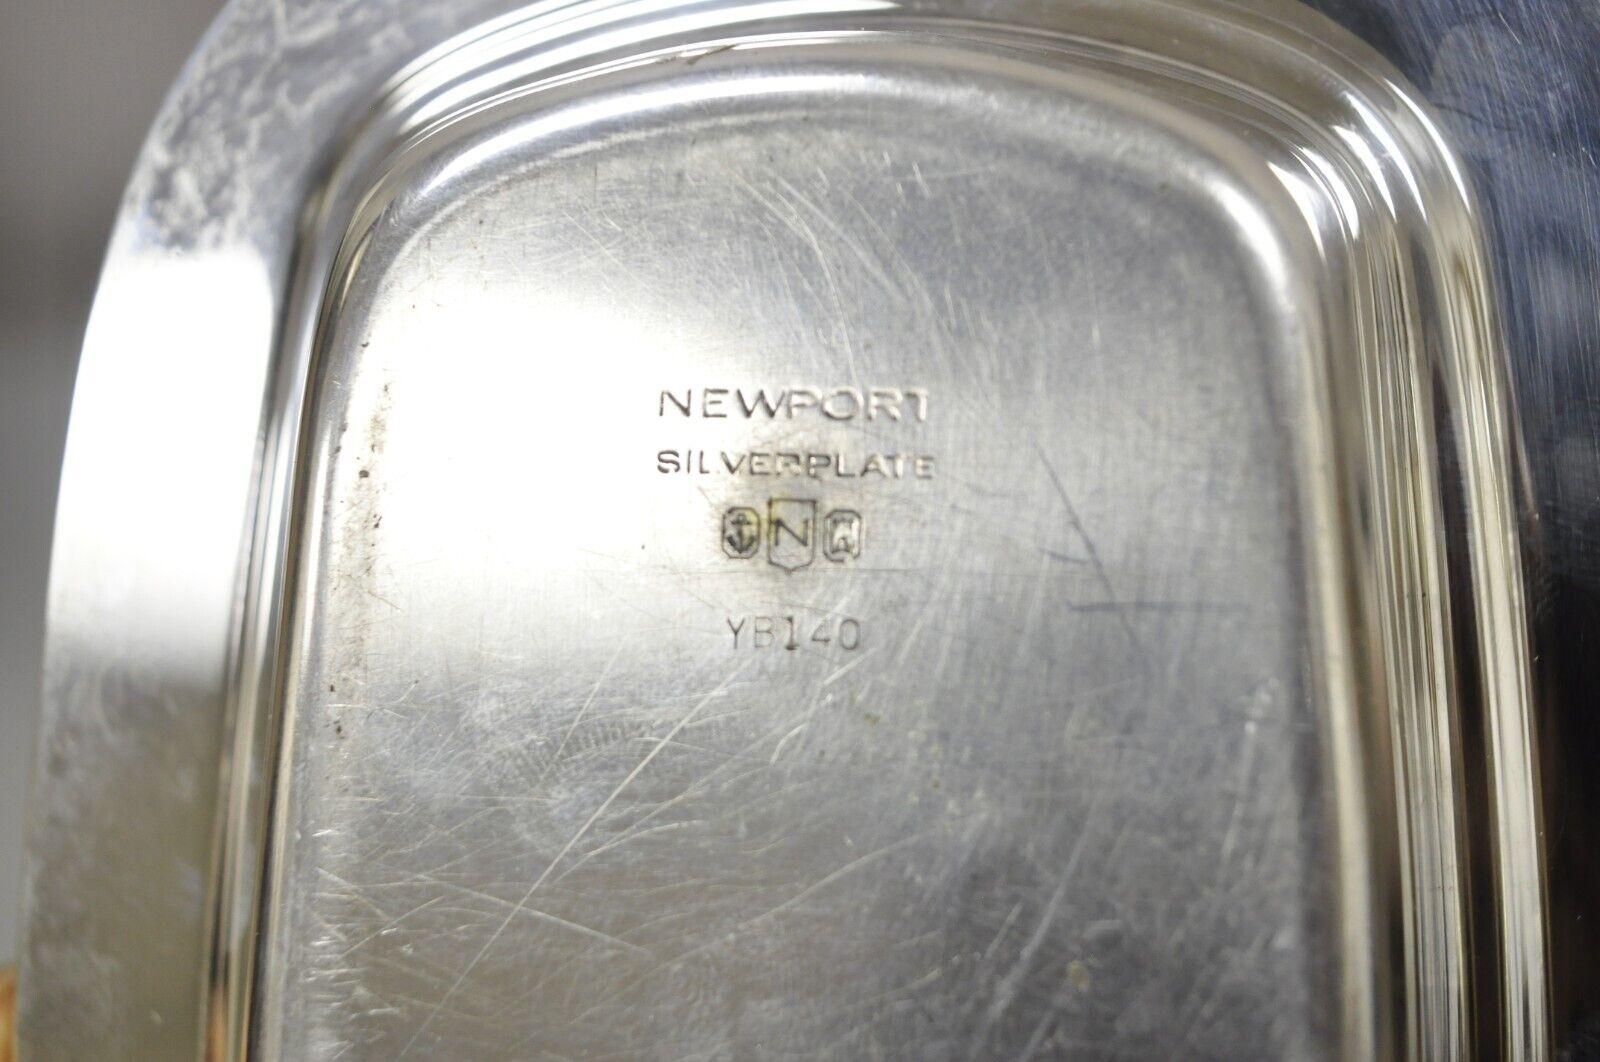 NEWPORT
SILVERPLATE
N
YB140